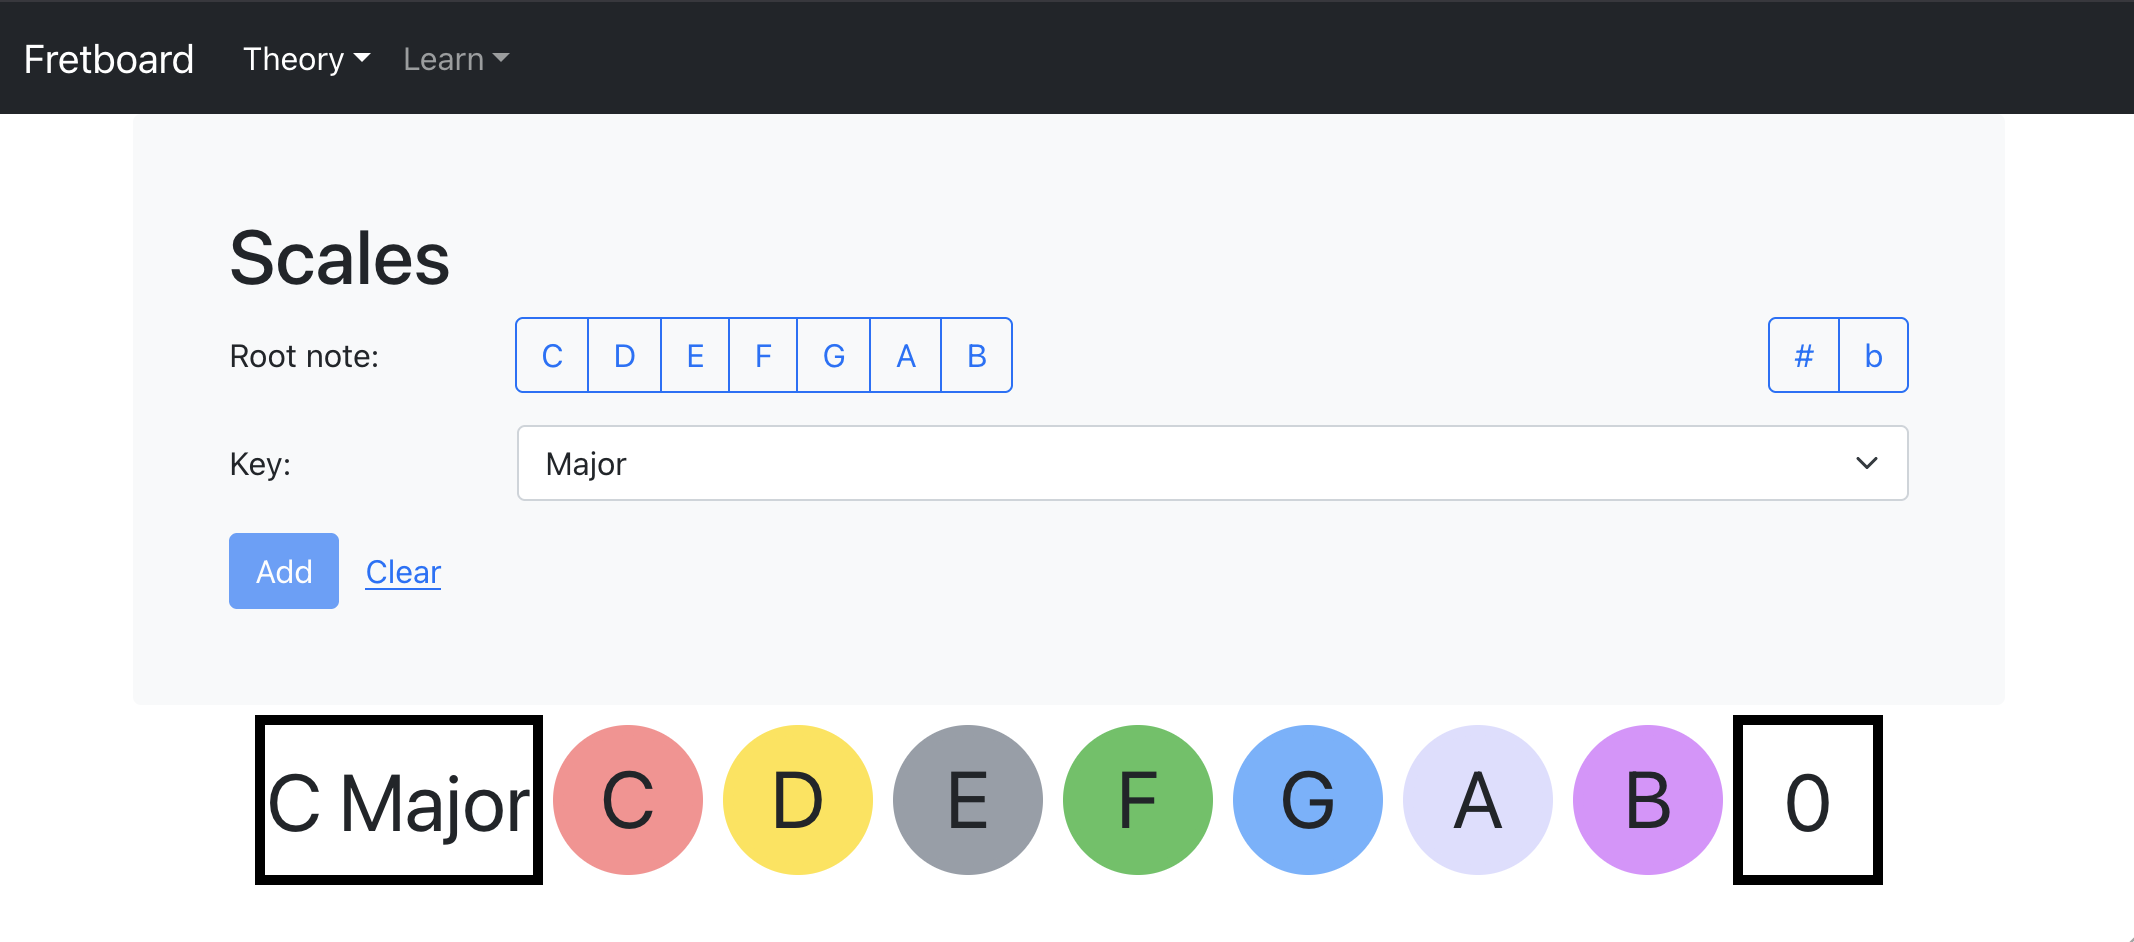 Fretboard Theory Learn
Scales
Root note: C D E F G A B # b
Key: Major
Add Clear
C Major C D E F G A B 0